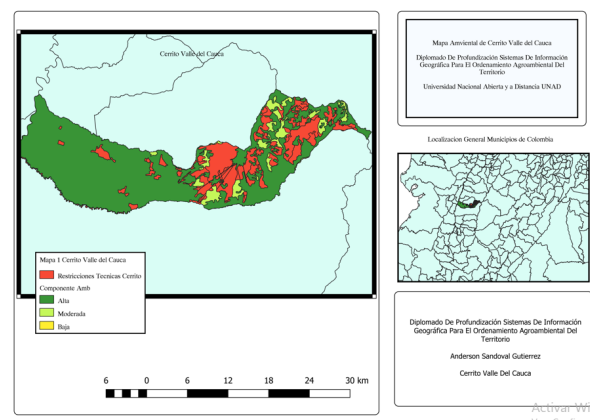 Cerrito Valle del Cauca
Mapa 1 Cerrito Valle del Cauca
Restricciones Tecnicas Cerrito
Componente Amb
Alta
Moderada
Baja
6 0 6 12 18 24 30 km
Mapa Amviental de Cerrito Valle del Cauca
Diplomado De Profundización Sistemas De Información
Geográfica Para El Ordenamiento Agroambiental Del
Territorio
Universidad Nacional Abierta y a Distancia UNAD
Localizacion General Municipios de Colombia
Diplomado De Profundización Sistemas De Información
Geográfica Para El Ordenamiento Agroambiental Del
Territorio
Anderson Sandoval Gutierrez
Cerrito Valle Del Cauca
Activar Wi